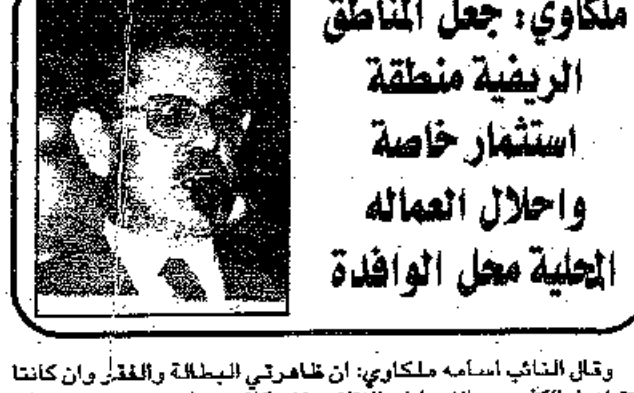 ملكاوي: جعل المناطق
الريفية منطقة
استثمار خاصة
واحلال العماله
المحلية محل الوافدة
وقال النائب اسامه ملكاوي: ان ظاهرتي البطالة والفقر وان كانتا